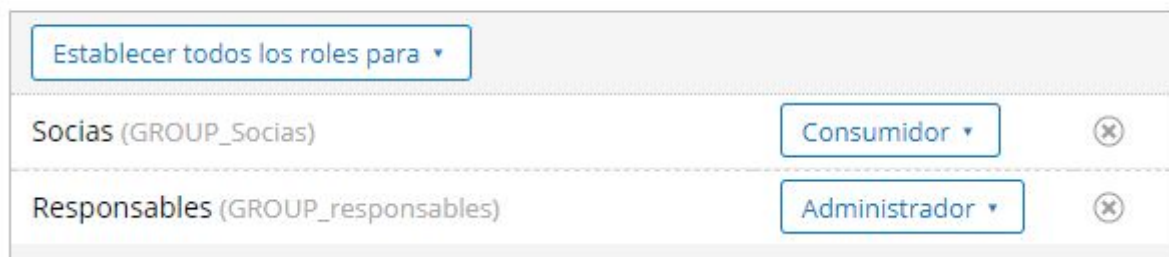 Establecer todos los roles para
Socias (GROUP_Socias) Consumidor
Responsables (GROUP_responsables) Administrador